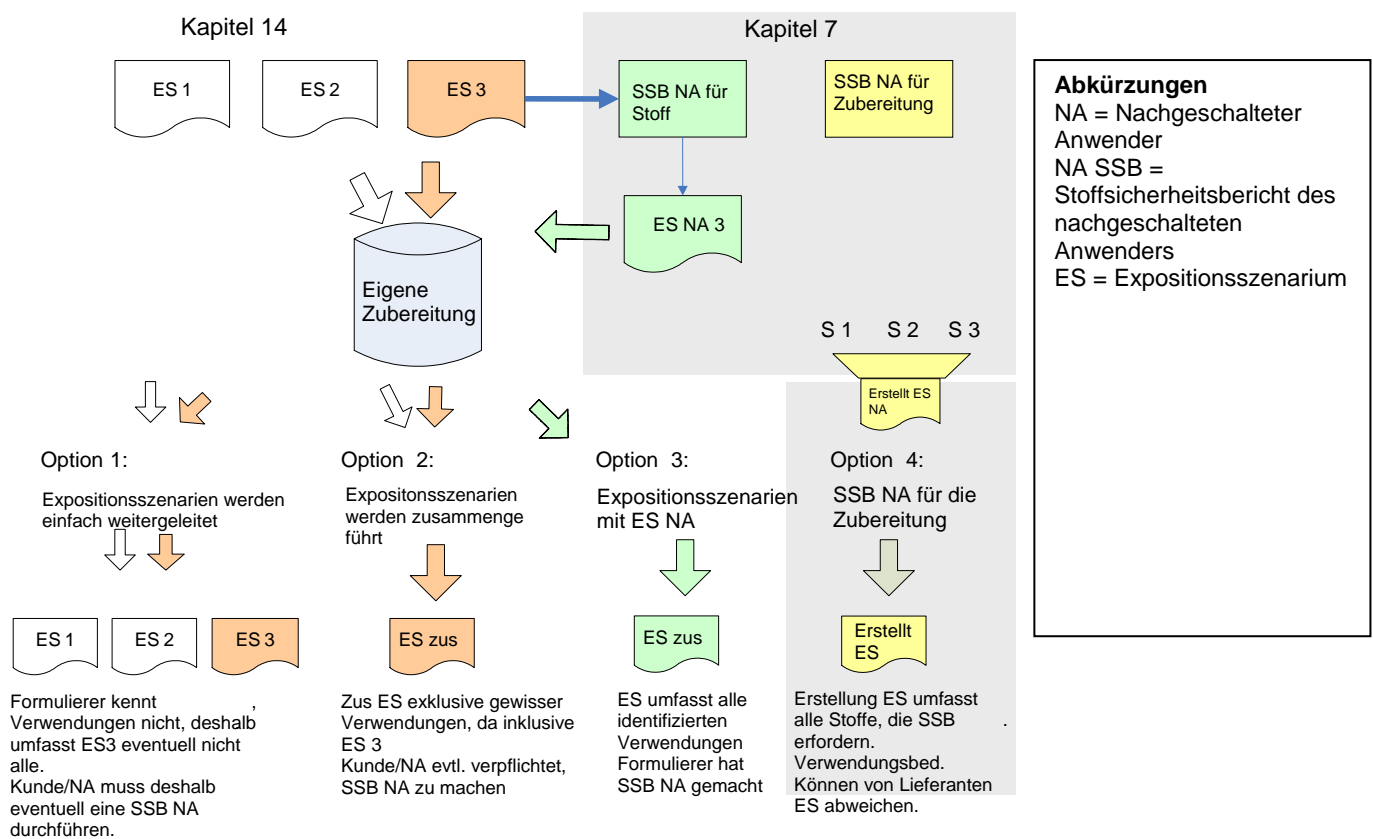 Kapitel 14
Kapitel 7
ES 1
ES 2
ES 3
SSB NA für
Stoff
SSB NA für
Zubereitung
Abkürzungen
NA = Nachgeschalteter
Anwender
NA SSB =
Stoffsicherheitsbericht des
nachgeschalteten
Anwenders
ES = Expositionsszenarium
ES NA 3
Eigene
Zubereitung
S 1 S 2 S 3
Erstellt ES
NA
Option 1:
Expositionsszenarien werden
einfach weitergeleitet
Option 2:
Expositonsszenarien
werden zusammenge
führt
Option 3:
Expositionsszenarien
mit ES NA
Option 4:
SSB NA für die
Zubereitung
ES 1
ES 2
ES 3
ES zus
ES zus
Erstellt
ES
Formulierer kennt ,
Verwendungen nicht, deshalb
umfasst ES3 eventuell nicht
alle.
Kunde/NA muss deshalb
eventuell eine SSB NA
durchführen.
Zus ES exklusive gewisser
Verwendungen, da inklusive
ES 3
Kunde/NA evtl. verpflichtet,
SSB NA zu machen
ES umfasst alle
identifizierten
Verwendungen
Formulierer hat
SSB NA gemacht
Erstellung ES umfasst
alle Stoffe, die SSB .
erfordern.
Verwendungsbed.
Können von Lieferanten
ES abweichen.